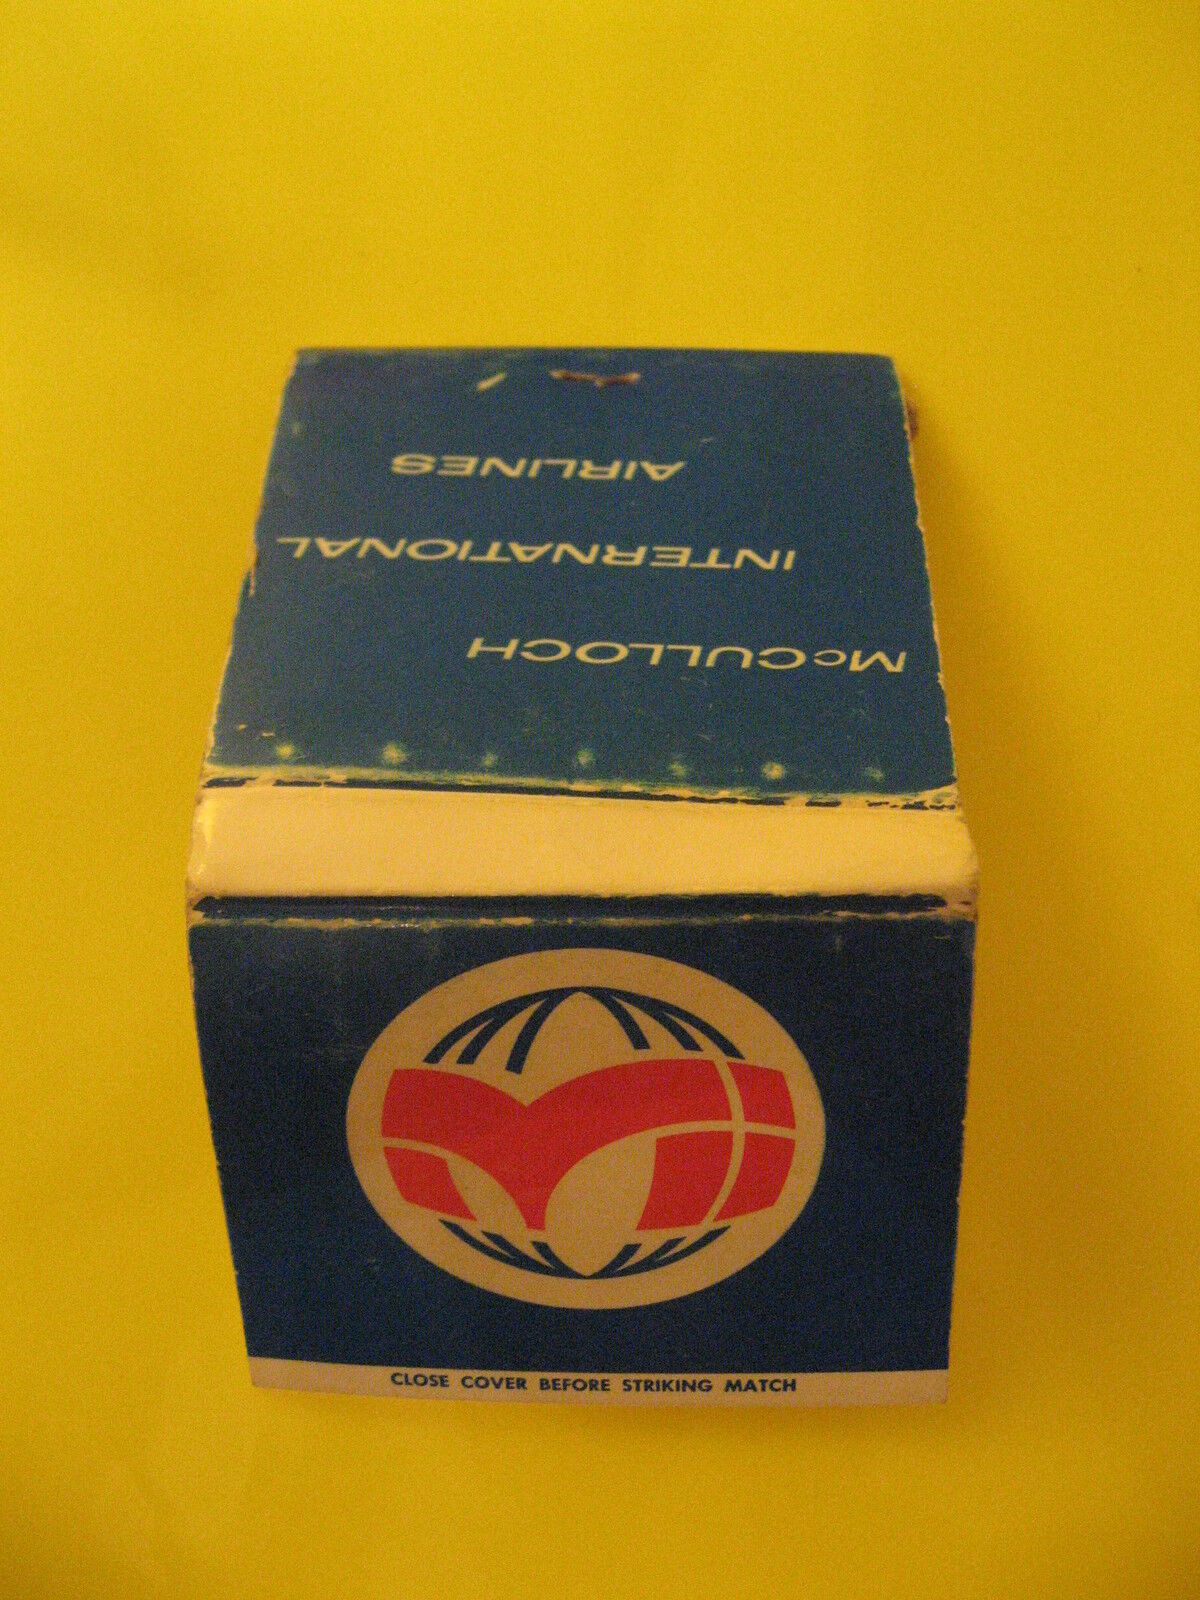 McCULLOCH
INTERNATIONAL
AIRLINES
CLOSE COVER BEFORE STRIKING MATCH